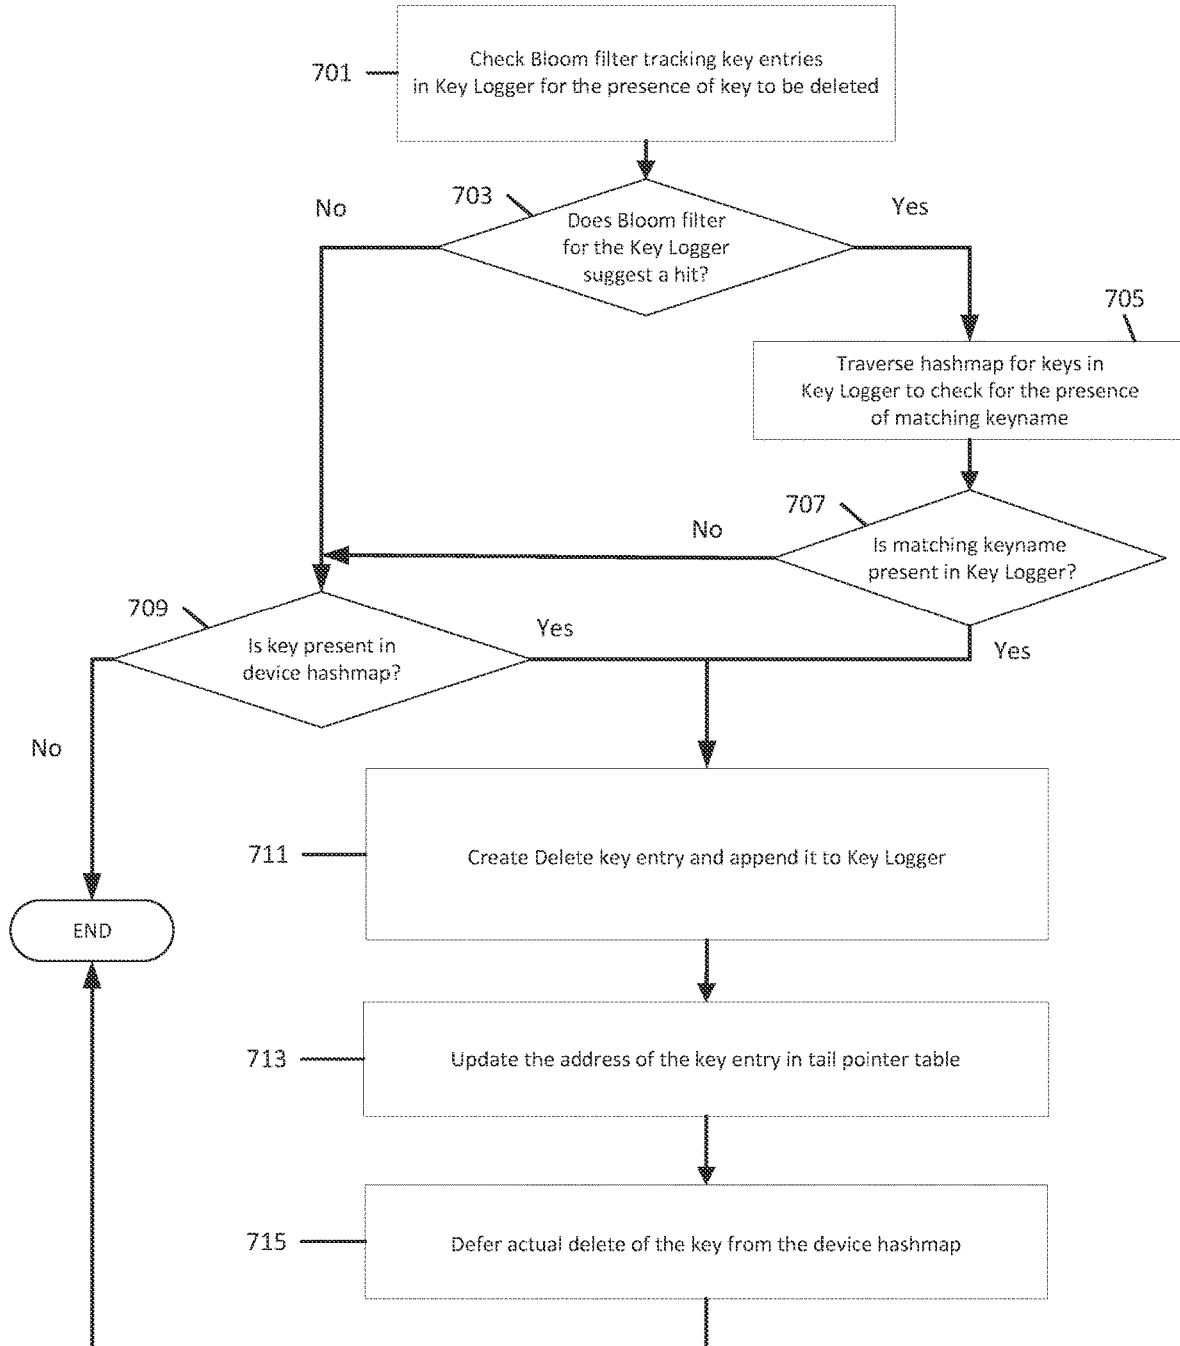 701
Check Bloom filter tracking key entries
in Key Logger for the presence of key to be deleted
No
703
Yes
Does Bloom filter
for the Key Logger
suggest a hit?
705
Traverse hashmap for keys in
Key Logger to check for the presence
of matching keyname
707
No
Is matching keyname
present in Key Logger?
709
Yes
Is key present in
device hashmap?
Yes
No
711
Create Delete key entry and append it to Key Logger
END
713
Update the address of the key entry in tail pointer table
715
Defer actual delete of the key from the device hashmap